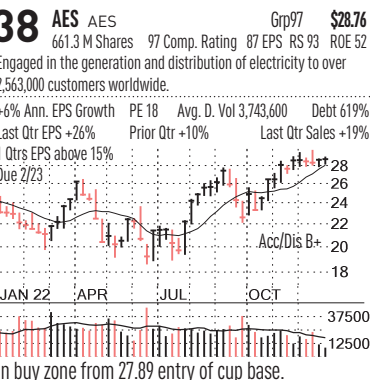 38 AES AES Grp97 $28.76
661.3 M Shares 97 Comp. Rating 87 EPS RS 93 ROE 52
Engaged in the generation and distribution of electricity to over
2,563,000 customers worldwide.
+6% Ann. EPS Growth PE 18 Avg. D. Vol 3,743,600 Debt 619%
Last Qtr EPS +26% Prior Qtr +10% Last Qtr Sales +19%
Qtrs EPS above 15%
Due 2/23
28
26
24
22
Acc/Dis B+
20
18
JAN 22 APR JUL OCT
37500
12500
in buy zone from 27.89 entry of cup base.